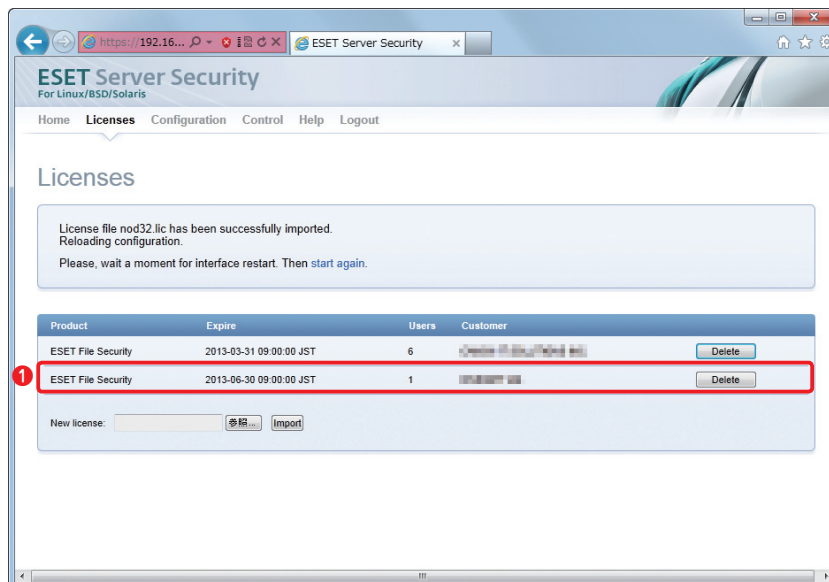 https://192.16...
ESET Server Security
ESET Server Security
For Linux/BSD/Solaris
Home Licenses Configuration Control Help Logout
Licenses
License file nod32.lic has been successfully imported.
Reloading configuration.
Please, wait a moment for interface restart. Then start again.
Product Expire Users Customer
ESET File Security 2013-03-31 09:00:00 JST 6 Delete
1
ESET File Security 2013-06-30 09:00:00 JST 1 Delete
New license: 参照... Import